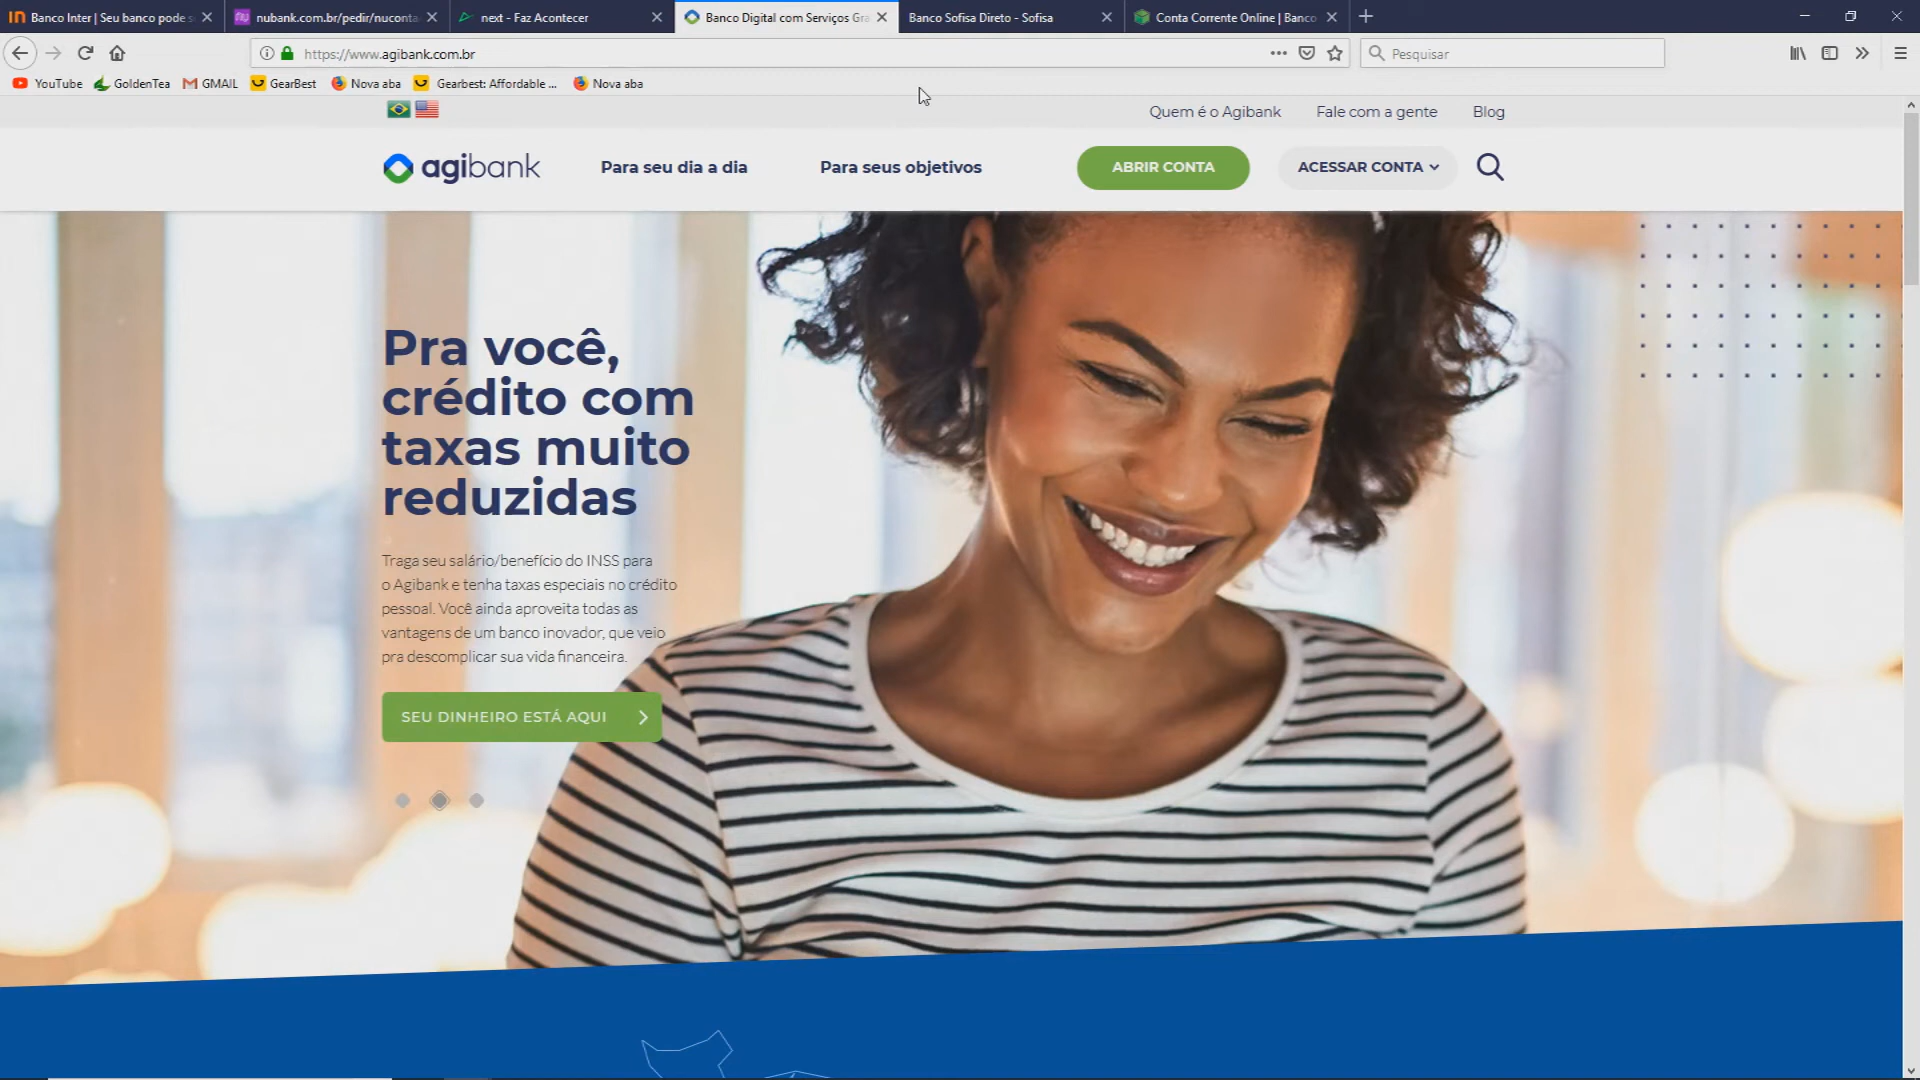 Banco Inter | Seu banco pode s
nubank.com.br/pedir/nuconta
next - Faz Acontecer
Banco Digital com Serviços Gra
Banco Sofisa Direto - Sofisa
Conta Corrente Online | Banco
https://www.agibank.com.br
Pesquisar
YouTube
GoldenTea
GMAIL
GearBest
Nova aba
Gearbest: Affordable ...
Nova aba
Quem é o Agibank
Fale com a gente
Blog
agibank
Para seu dia a dia
Para seus objetivos
ABRIR CONTA
ACESSAR CONTA
Pra você,
crédito com
taxas muito
reduzidas
Traga seu salário/benefício do INSS para
o Agibank e tenha taxas especiais no crédito
pessoal. Você ainda aproveita todas as
vantagens de um banco inovador, que veio
pra descomplicar sua vida financeira.
SEU DINHEIRO ESTÁ AQUI